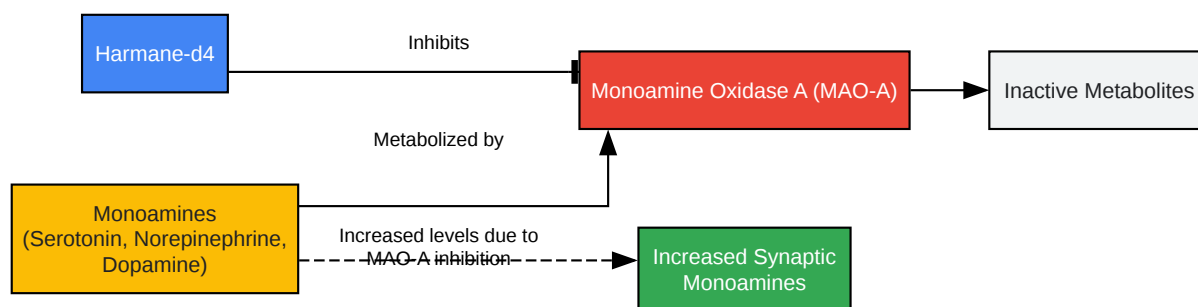 Harmane-d4
Inhibits
Monoamine Oxidase A (MAO-A)
Inactive Metabolites
Metabolized by
Monoamines
(Serotonin, Norepinephrine,
Dopamine)
Increased levels due to
MAO-A inhibition
Increased Synaptic
Monoamines